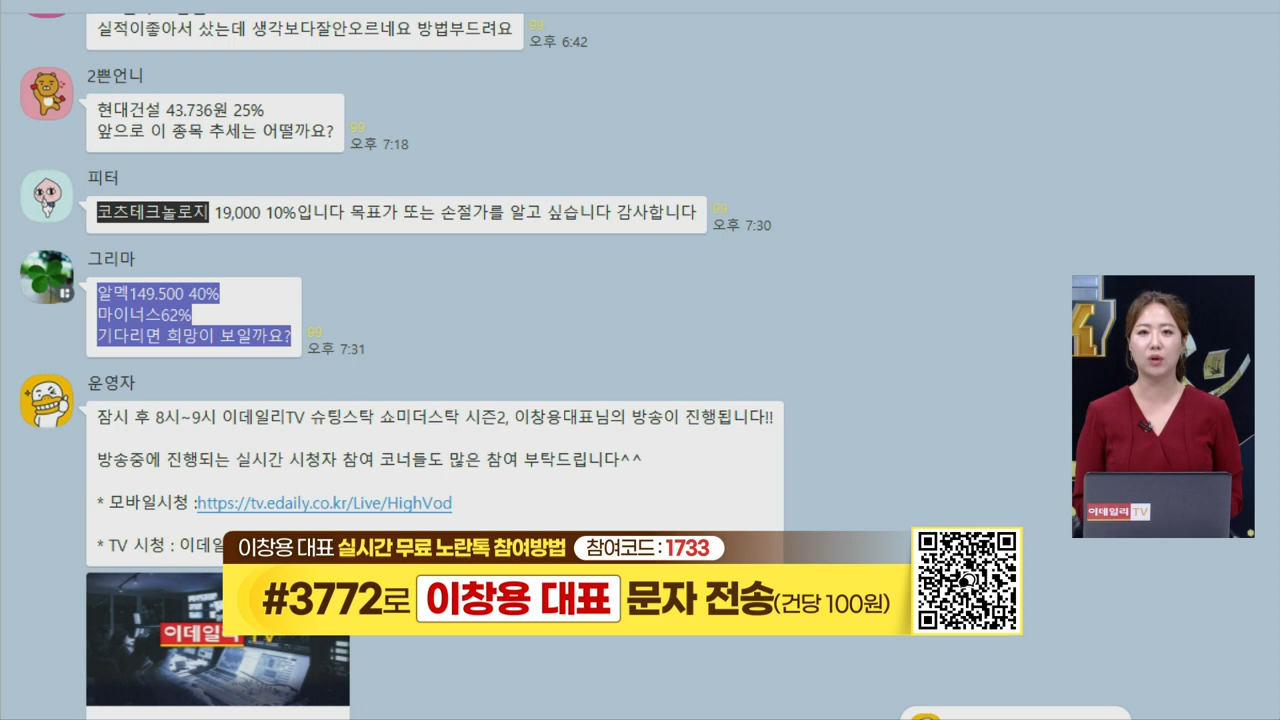 실적이좋아서 샀는데 생각보다잘안오르네요 방법부드려요
99
오후 6:42
2쁜언니
현대건설 43.736원 25%
앞으로 이 종목 추세는 어떨까요?
99
오후 7:18
피터
코츠테크놀로지 19,000 10%입니다 목표가 또는 손절가를 알고 싶습니다 감사합니다
99
오후 7:30
그리마
알멕149.500 40%
마이너스62%
기다리면 희망이 보일까요?
99
오후 7:31
운영자
잠시 후 8시~9시 이데일리TV 슈팅스탁 쇼미더스탁 시즌2, 이창용대표님의 방송이 진행됩니다!!
방송중에 진행되는 실시간 시청자 참여 코너들도 많은 참여 부탁드립니다^^
* 모바일시청 :https://tv.edaily.co.kr/Live/HighVod
* TV 시청 : 이데일
이창용 대표 실시간 무료 노란톡 참여방법 참여코드 : 1733
#3772로 이창용 대표 문자 전송(건당 100원)
이데일리 TV
이데일리 TV